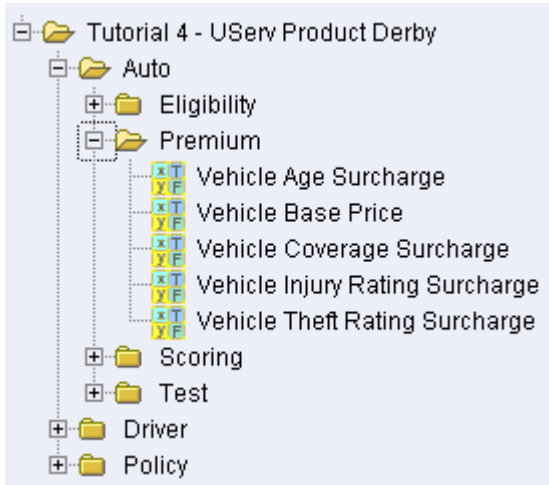 Tutorial 4 - UServ Product Derby
Auto
Eligibility
Premium
Vehicle Age Surcharge
Vehicle Base Price
Vehicle Coverage Surcharge
Vehicle Injury Rating Surcharge
Vehicle Theft Rating Surcharge
Scoring
Test
Driver
Policy